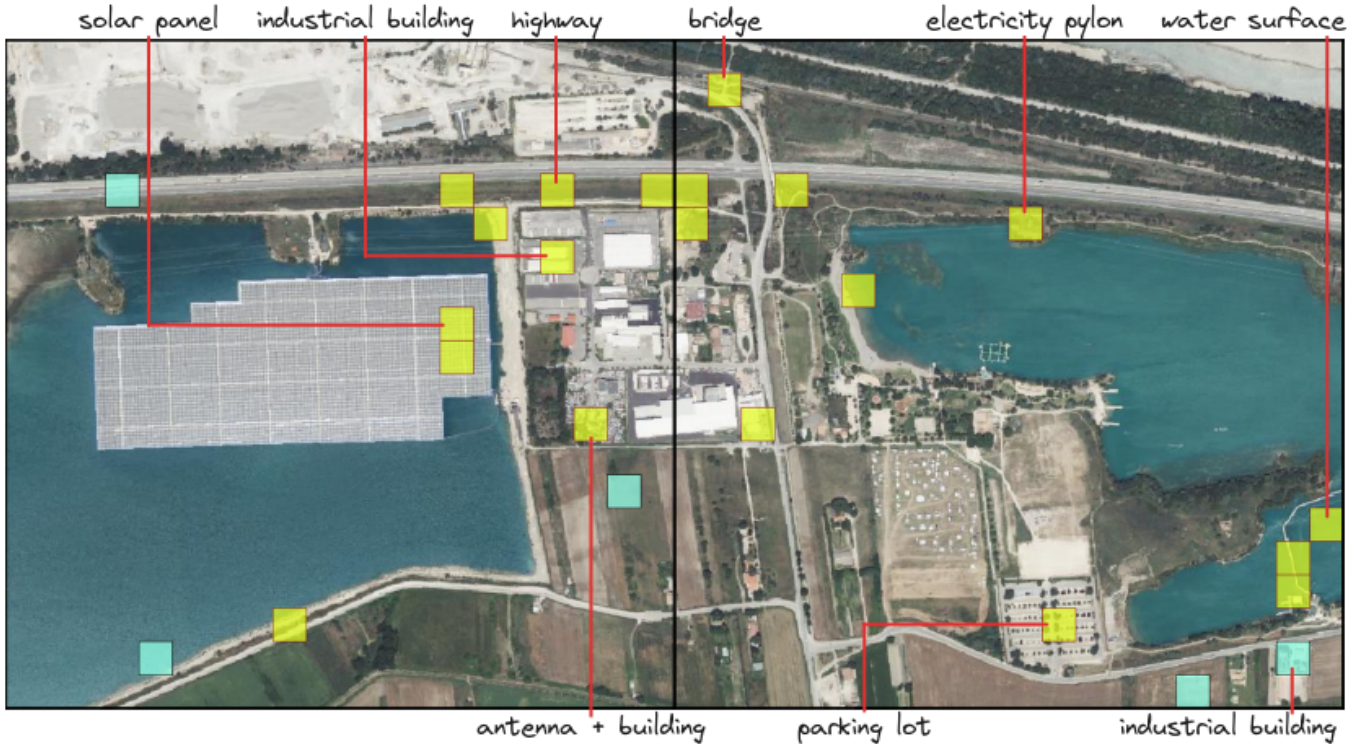 solar panel industrial building highway bridge electricity pylon water surface
antenna + building parking lot industrial building